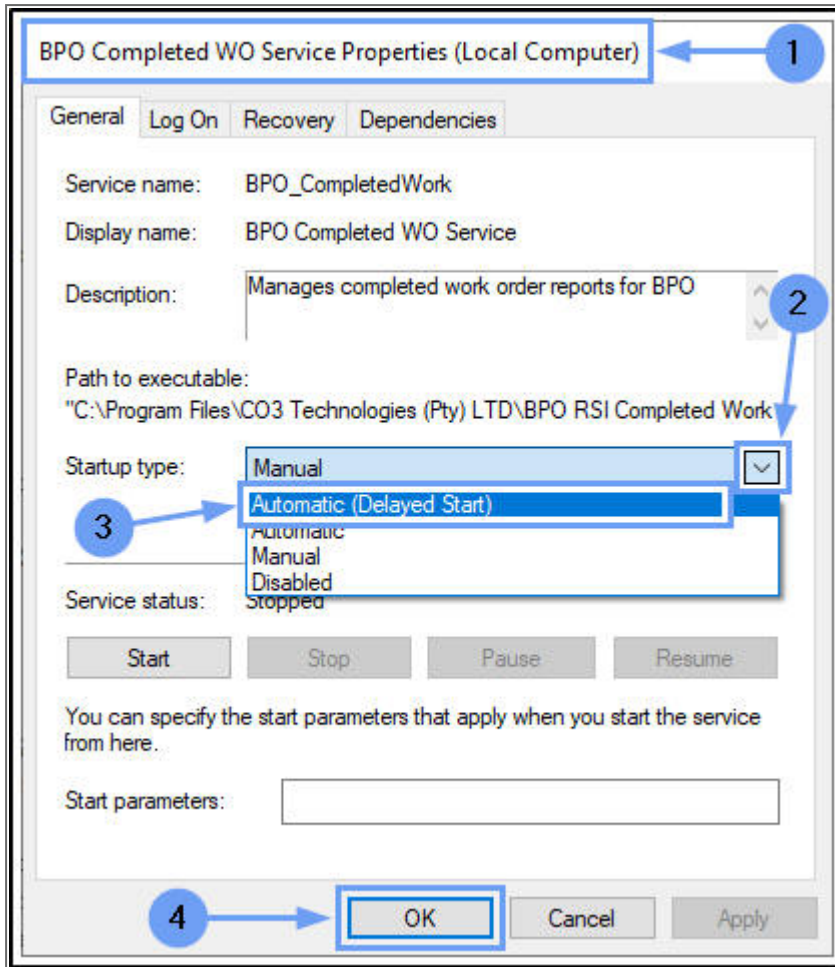 BPO Completed WO Service Properties (Local Computer)
1
General Log On Recovery Dependencies
Service name: BPO_CompletedWork
Display name: BPO Completed WO Service
Description: Manages completed work order reports for BPO
2
Path to executable:
"C:\Program Files\CO3 Technologies (Pty) LTD\BPO RSI Completed Work
Startup type: Manual
3
Automatic (Delayed Start)
Automatic
Manual
Disabled
Service status: Stopped
Start Stop Pause Resume
You can specify the start parameters that apply when you start the service
from here.
Start parameters:
4
OK Cancel Apply